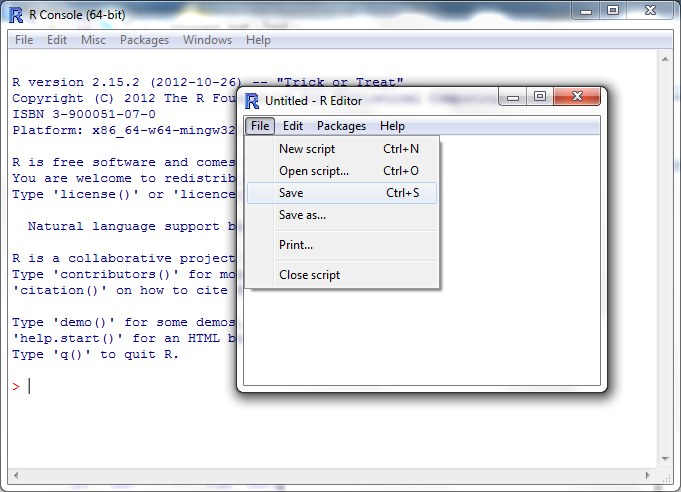 R Console (64-bit)
File Edit Misc Packages Windows Help
R version 2.15.2 (2012-10-26) -- "Trick or Treat"
Copyright (C) 2012 The R
ISBN 3-900051-07-0
Platform: x86_64-w64-mingw32
R is free software and comes
You are welcome to
Type 'license()' or
Natural language support
R is a collaborative project
Type 'contributors()' for
'citation()' on how to cite
Type 'demo()' for some demos,
'help.start()' for an HTML
Type 'q()' to quit R.
>
Untitled - R Editor
File Edit Packages Help
New script Ctrl+N
Open script... Ctrl+O
Save Ctrl+S
Save as...
Print...
Close script